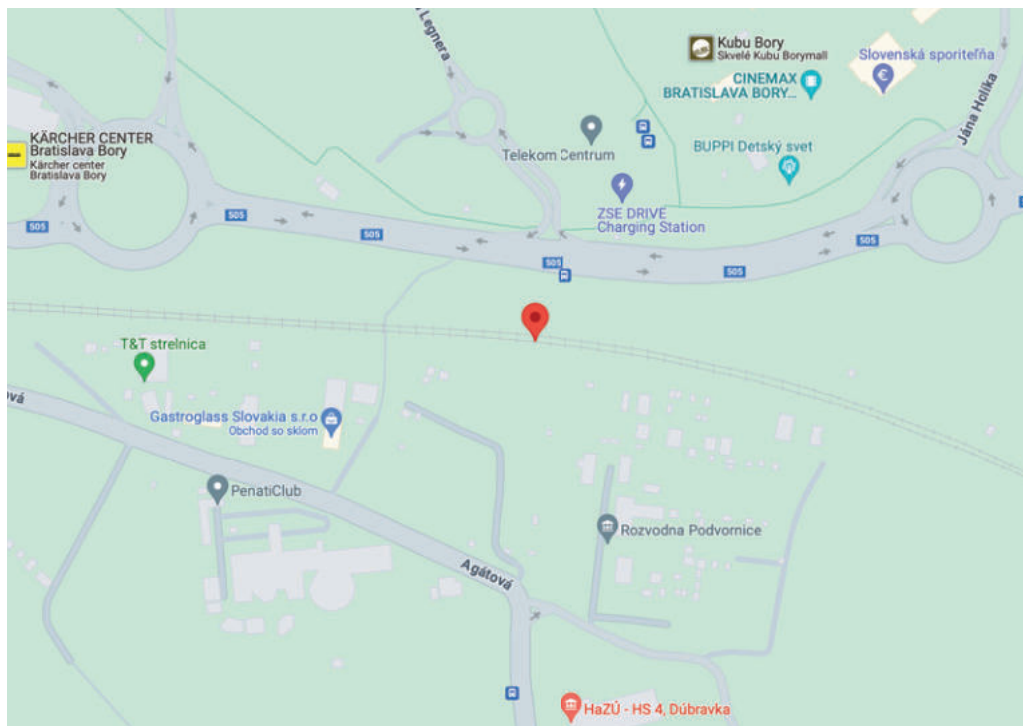 Legnera
Kubu Bory
Skvelé Kubu Borymall
Slovenská sporiteľňa
CINEMAX
BRATISLAVA BORY...
Jána Holíka
KÄRCHER CENTER
Bratislava Bory
Kärcher center
Bratislava Bory
Telekom Centrum
BUPPI Detský svet
ZSE DRIVE
Charging Station
505
505
505
505
505
505
T&T strelnica
ová
Gastroglass Slovakia s.r.o
Obchod so sklom
PenatiClub
Rozvodna Podvornice
Agátová
HaZÚ - HS 4, Dúbravka